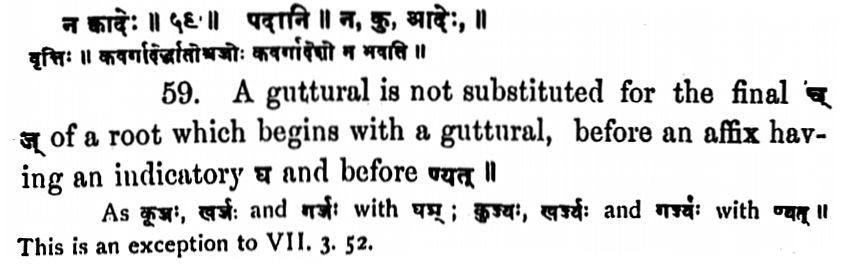 न क्वादेः ॥ ५९ ॥ पदानि ॥ न, कु, आदेः, ॥
वृत्तिः ॥ कवर्गादेर्द्धातोश्चजोः कवर्गादेशो न भवति ॥
59. A guttural is not substituted for the final च्
ज् of a root which begins with a guttural, before an affix hav-
ing an indicatory घ and before ण्यत् ॥
As कूजः, खर्जः and गर्जः with घञ् ; कुज्यः, खर्ज्यः and गर्ज्यः with ण्यत् ॥
This is an exception to VII. 3. 52.